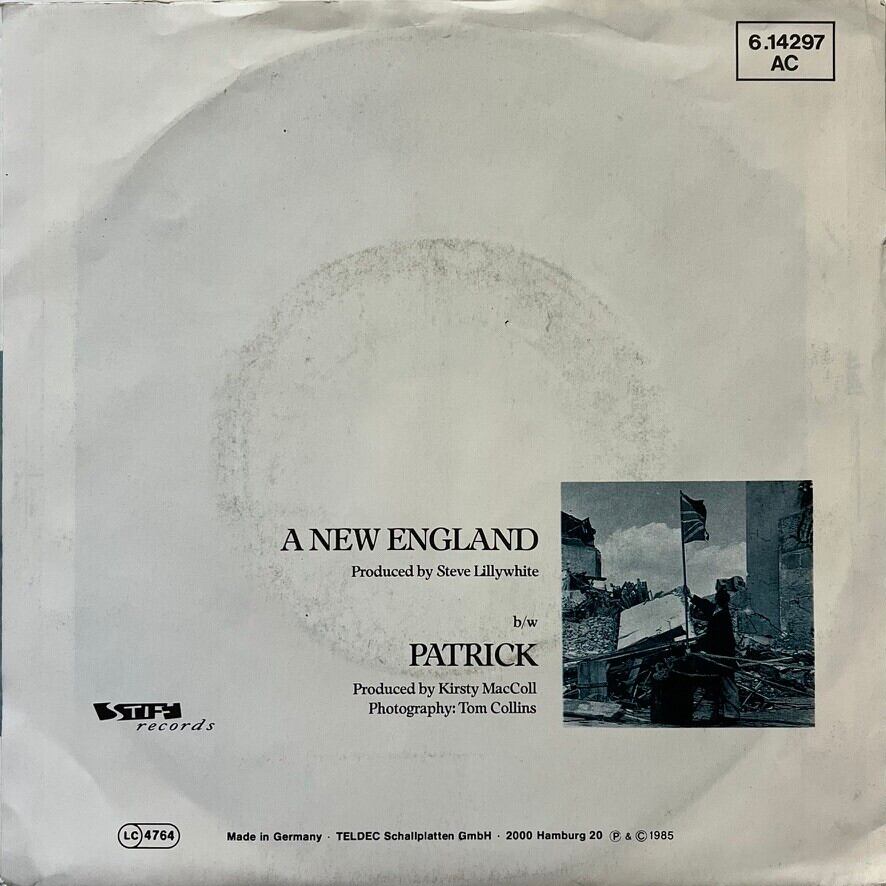 6.14297
AC
A NEW ENGLAND
Produced by Steve Lillywhite
b/w
PATRICK
Produced by Kirsty MacColl
Photography: Tom Collins
STIFF
records
LC 4764
Made in Germany · TELDEC Schallplatten GmbH · 2000 Hamburg 20 Ⓟ & © 1985